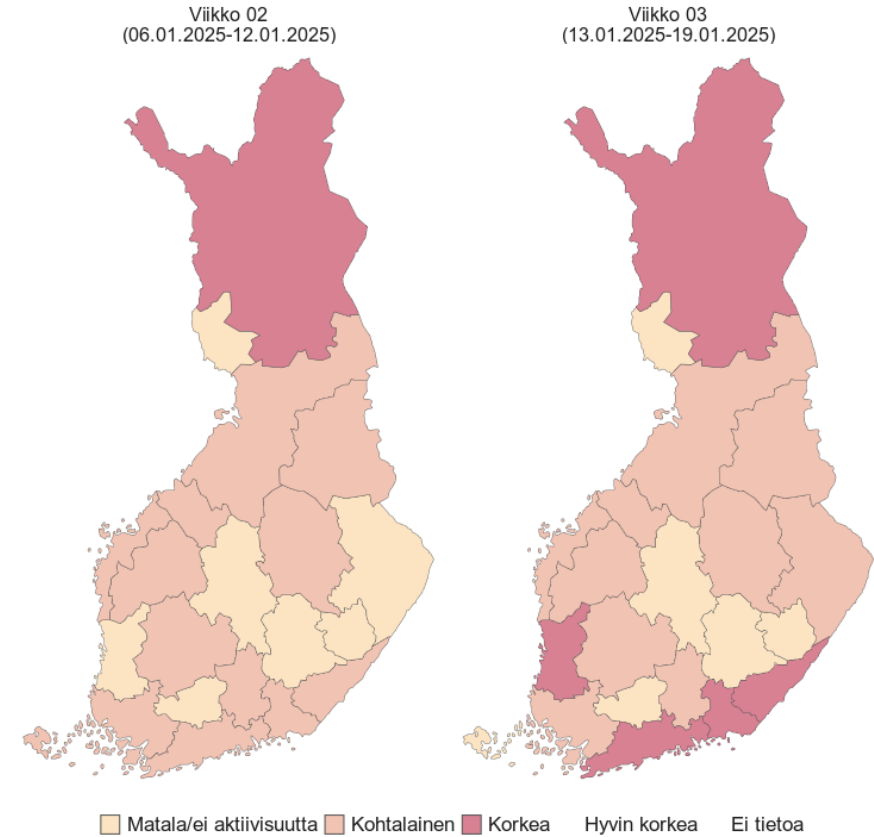 Viikko 02
(06.01.2025-12.01.2025)
Viikko 03
(13.01.2025-19.01.2025)
Matala/ei aktiivisuutta Kohtalainen Korkea Hyvin korkea Ei tietoa